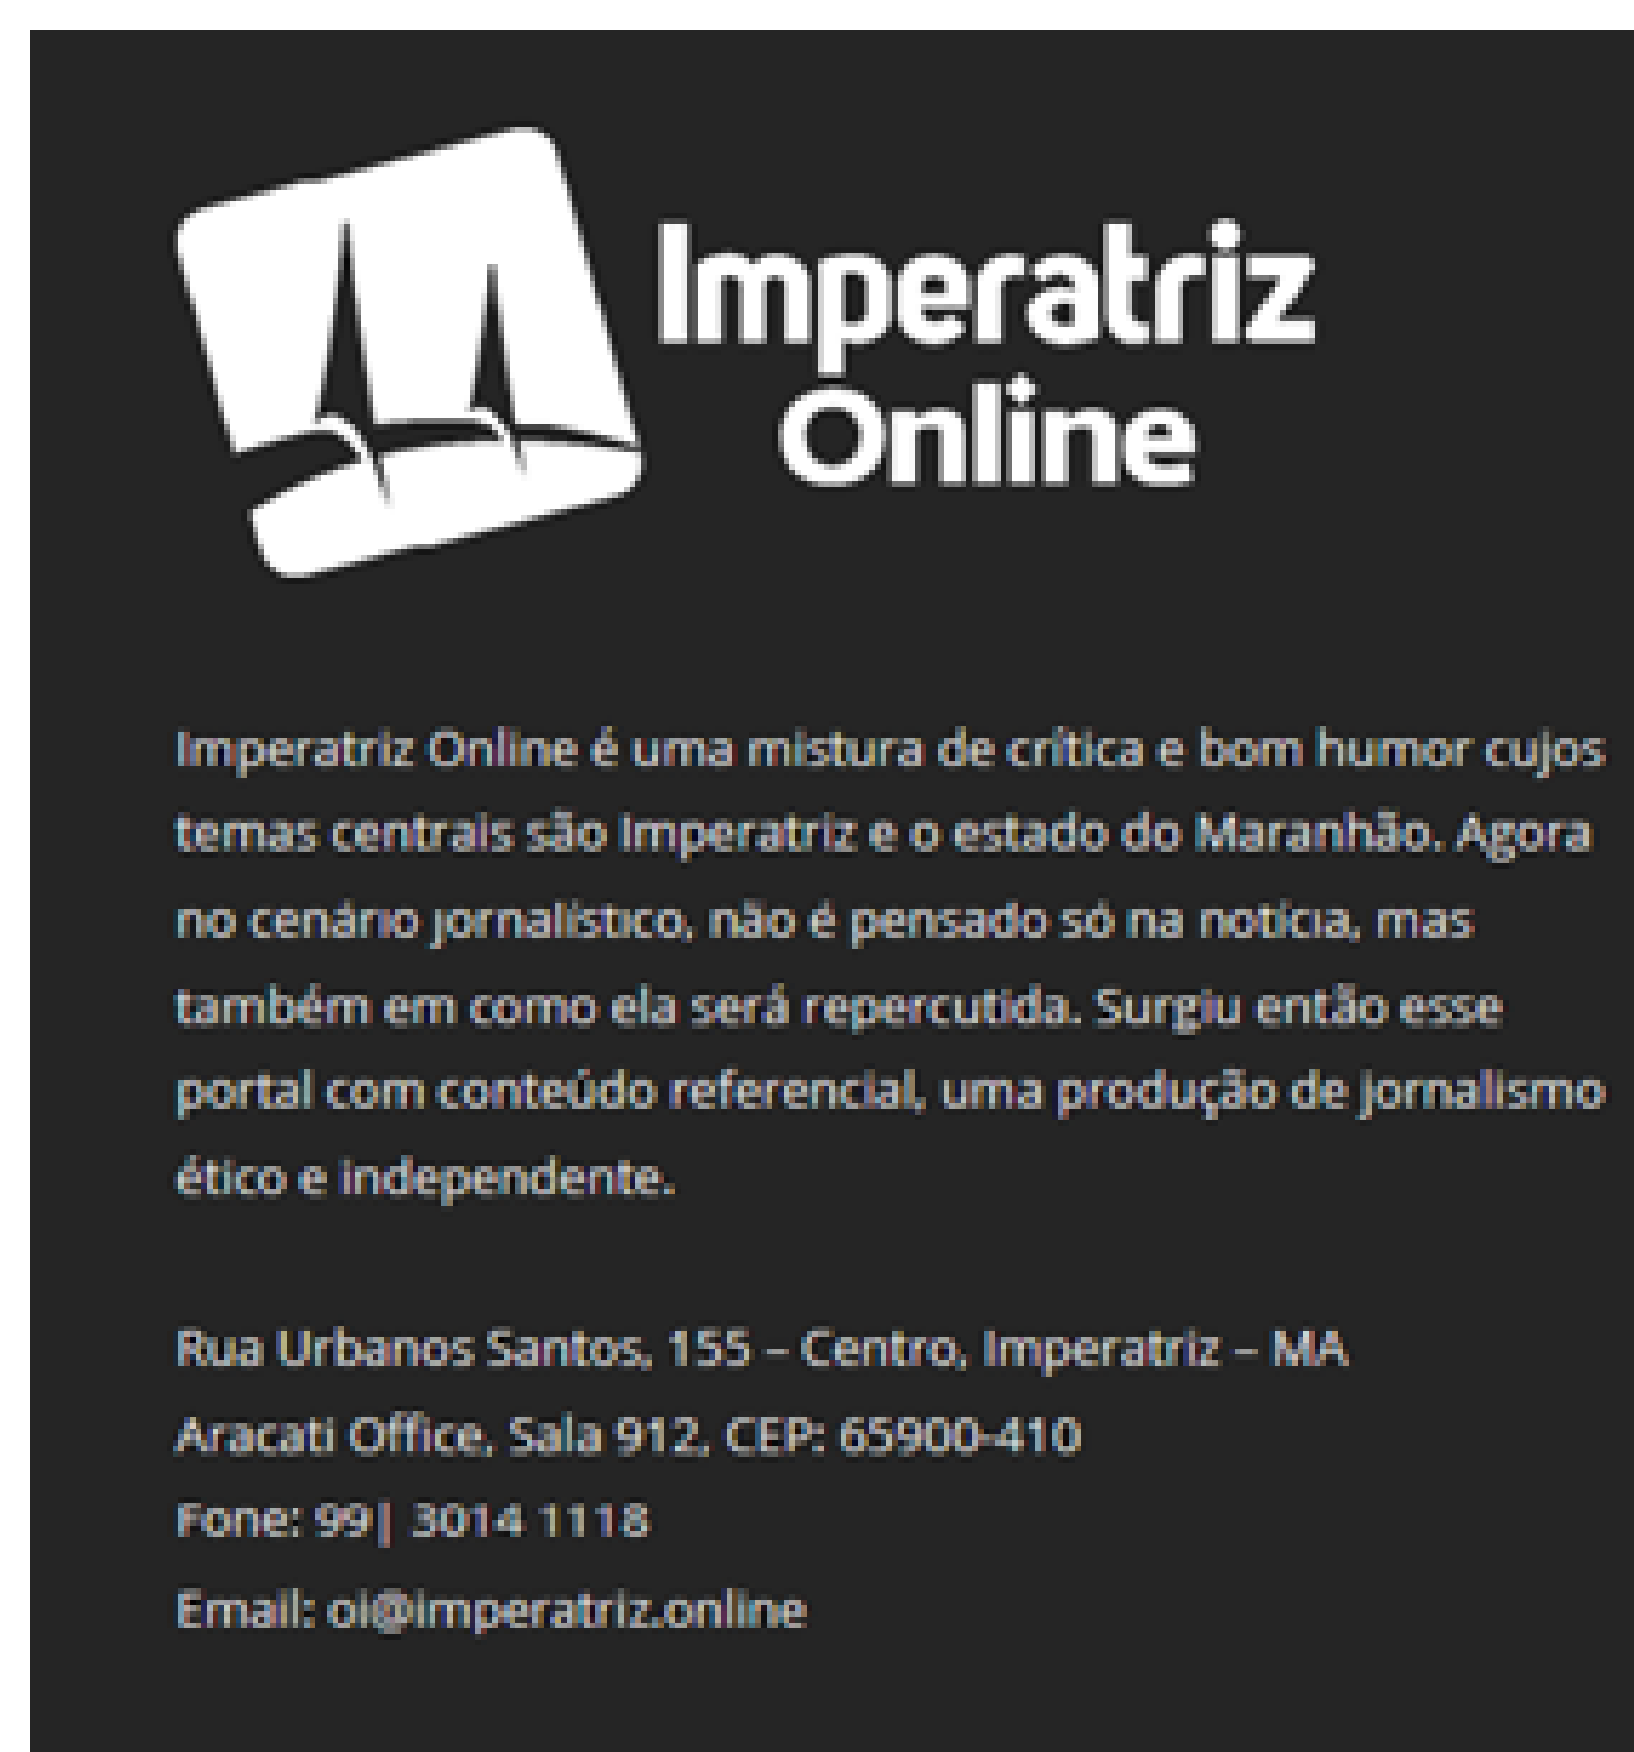 Imperatriz
Online
Imperatriz Online é uma mistura de crítica e bom humor cujos
temas centrais são Imperatriz e o estado do Maranhão. Agora
no cenário jornalístico, não é pensado só na notícia, mas
também em como ela será repercutida. Surgiu então esse
portal com conteúdo referencial, uma produção de jornalismo
ético e independente.
Rua Urbanos Santos, 155 – Centro, Imperatriz – MA
Aracati Office, Sala 912, CEP: 65900-410
Fone: 99| 3014 1118
Email: oi@imperatriz.online